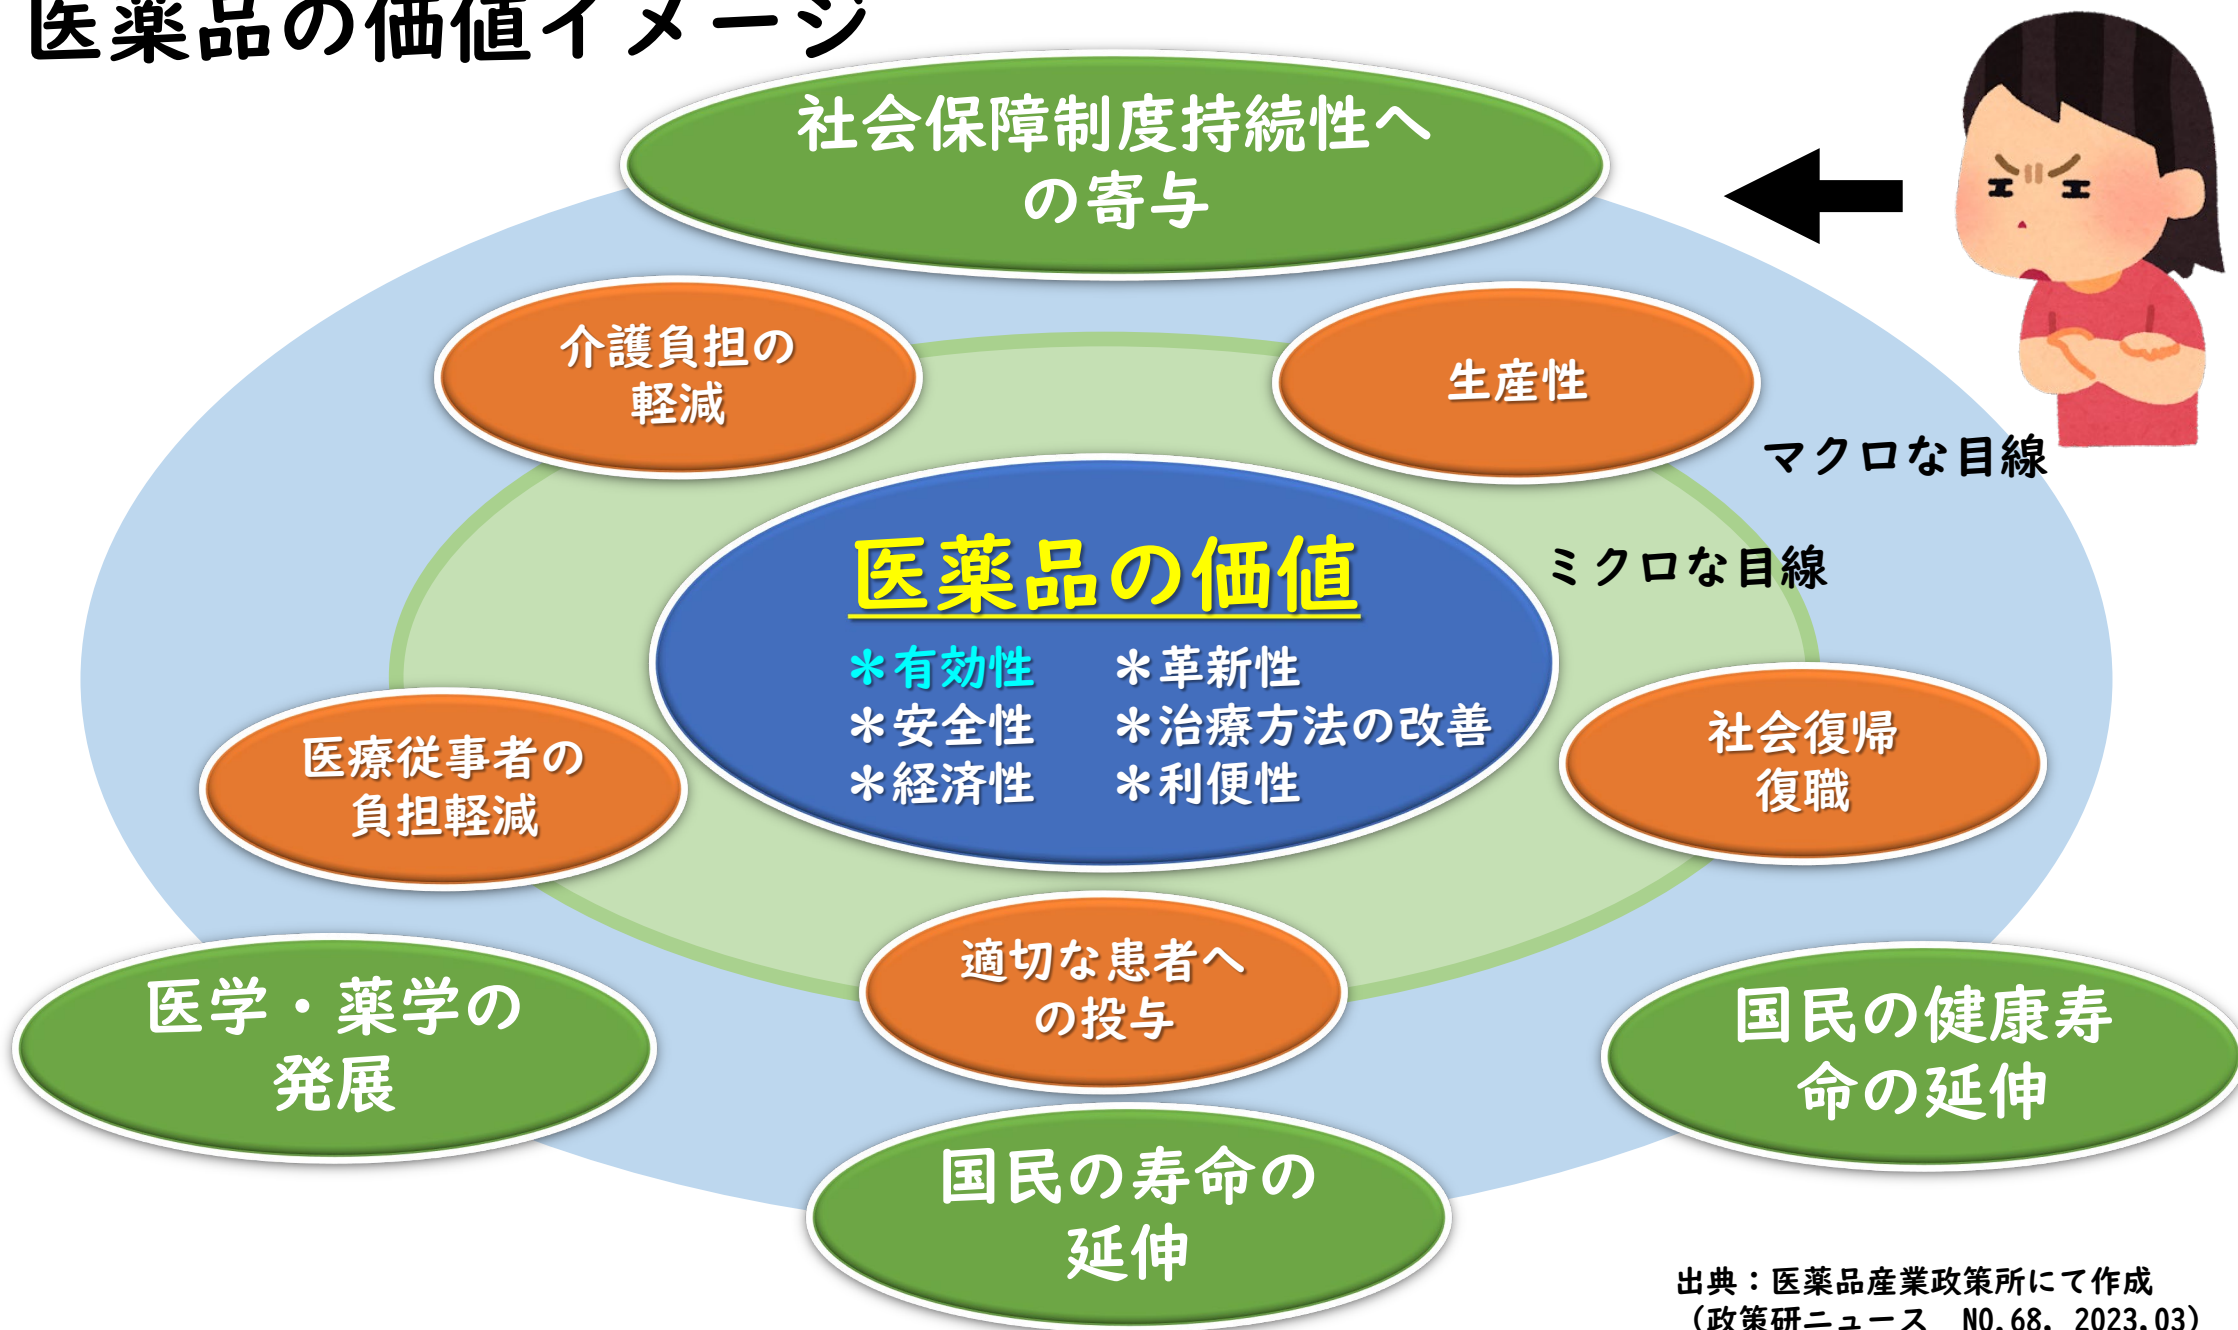 医薬品の価値イメージ
社会保障制度持続性へ
の寄与
介護負担の
軽減
生産性
マクロな目線
ミクロな目線
医薬品の価値
＊有効性　＊革新性
＊安全性　＊治療方法の改善
＊経済性　＊利便性
医療従事者の
負担軽減
社会復帰
復職
適切な患者へ
の投与
医学・薬学の
発展
国民の健康寿
命の延伸
国民の寿命の
延伸
出典：医薬品産業政策所にて作成
（政策研ニュース　NO.68, 2023.03）